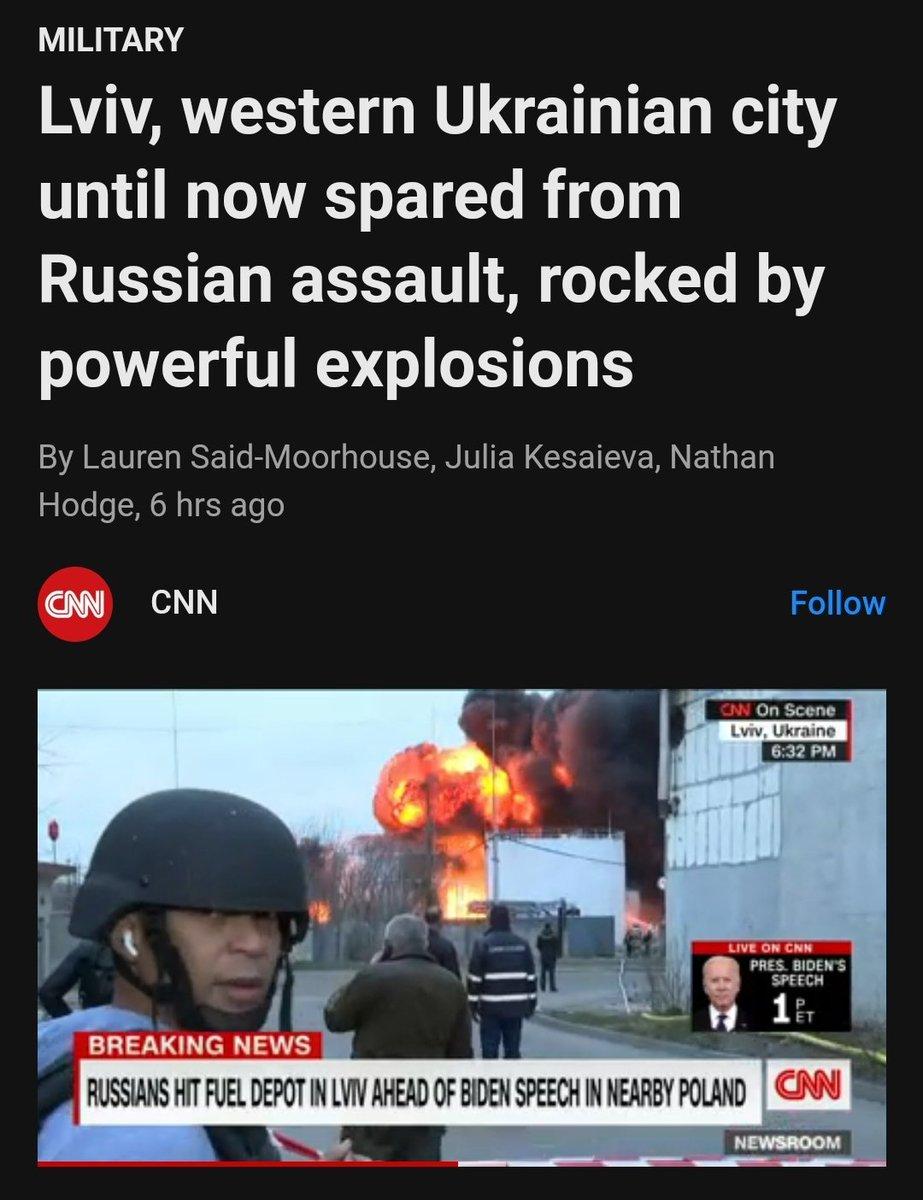 MILITARY
Lviv, western Ukrainian city
until now spared from
Russian assault, rocked by
powerful explosions
By Lauren Said-Moorhouse, Julia Kesaieva, Nathan
Hodge, 6 hrs ago
CNN CNN Follow
CNN On Scene
Lviv, Ukraine
6:32 PM
LIVE ON CNN
PRES. BIDEN'S
SPEECH
1 P
ET
BREAKING NEWS
RUSSIANS HIT FUEL DEPOT IN LVIV AHEAD OF BIDEN SPEECH IN NEARBY POLAND
CNN
NEWSROOM